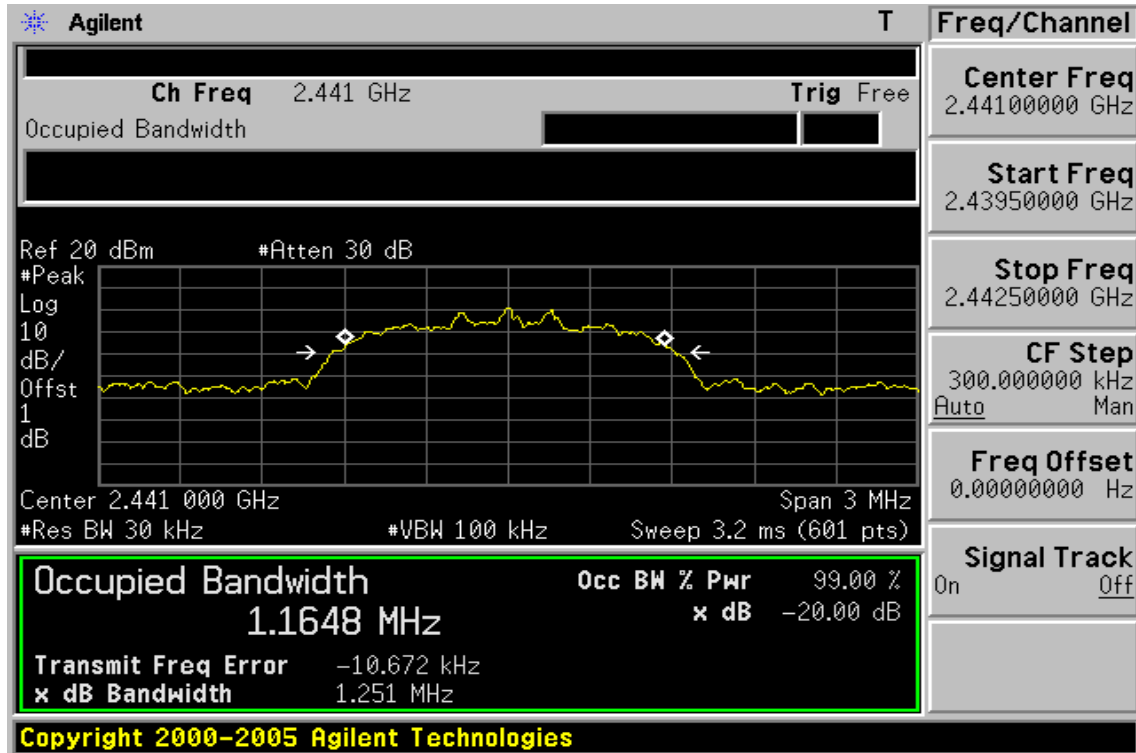 Agilent T
Freq/Channel
Ch Freq 2.441 GHz Trig Free
Occupied Bandwidth
Center Freq
2.44100000 GHz
Start Freq
2.43950000 GHz
Stop Freq
2.44250000 GHz
CF Step
300.000000 kHz
Auto Man
Freq Offset
0.00000000 Hz
Signal Track
On Off
Ref 20 dBm #Atten 30 dB
#Peak
Log
10
dB/
Offst
1
dB
Center 2.441 000 GHz Span 3 MHz
#Res BW 30 kHz #VBW 100 kHz Sweep 3.2 ms (601 pts)
Occupied Bandwidth
1.1648 MHz
Occ BW % Pwr 99.00 %
x dB -20.00 dB
Transmit Freq Error -10.672 kHz
x dB Bandwidth 1.251 MHz
Copyright 2000-2005 Agilent Technologies